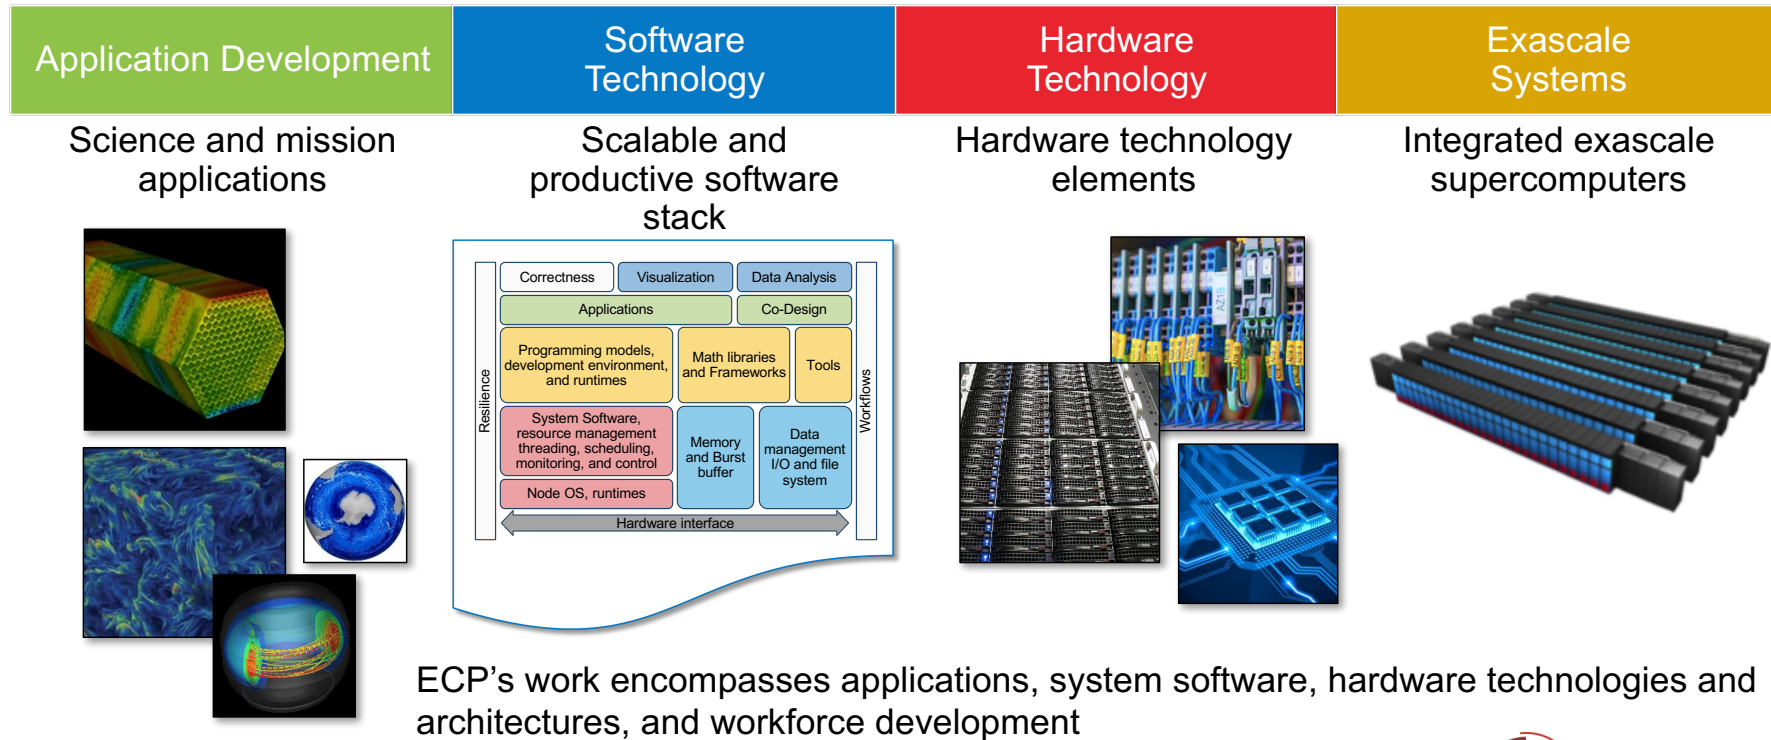 Application Development
Software
Technology
Hardware
Technology
Exascale
Systems
Science and mission
applications
Scalable and
productive software
stack
Hardware technology
elements
Integrated exascale
supercomputers
Resilience
Correctness
Visualization
Data Analysis
Applications
Co-Design
Programming models,
development environment,
and runtimes
Math libraries
and Frameworks
Tools
System Software,
resource management
threading, scheduling,
monitoring, and control
Memory
and Burst
buffer
Data
management
I/O and file
system
Node OS, runtimes
Hardware interface
Workflows
AZ1B
ECP’s work encompasses applications, system software, hardware technologies and
architectures, and workforce development